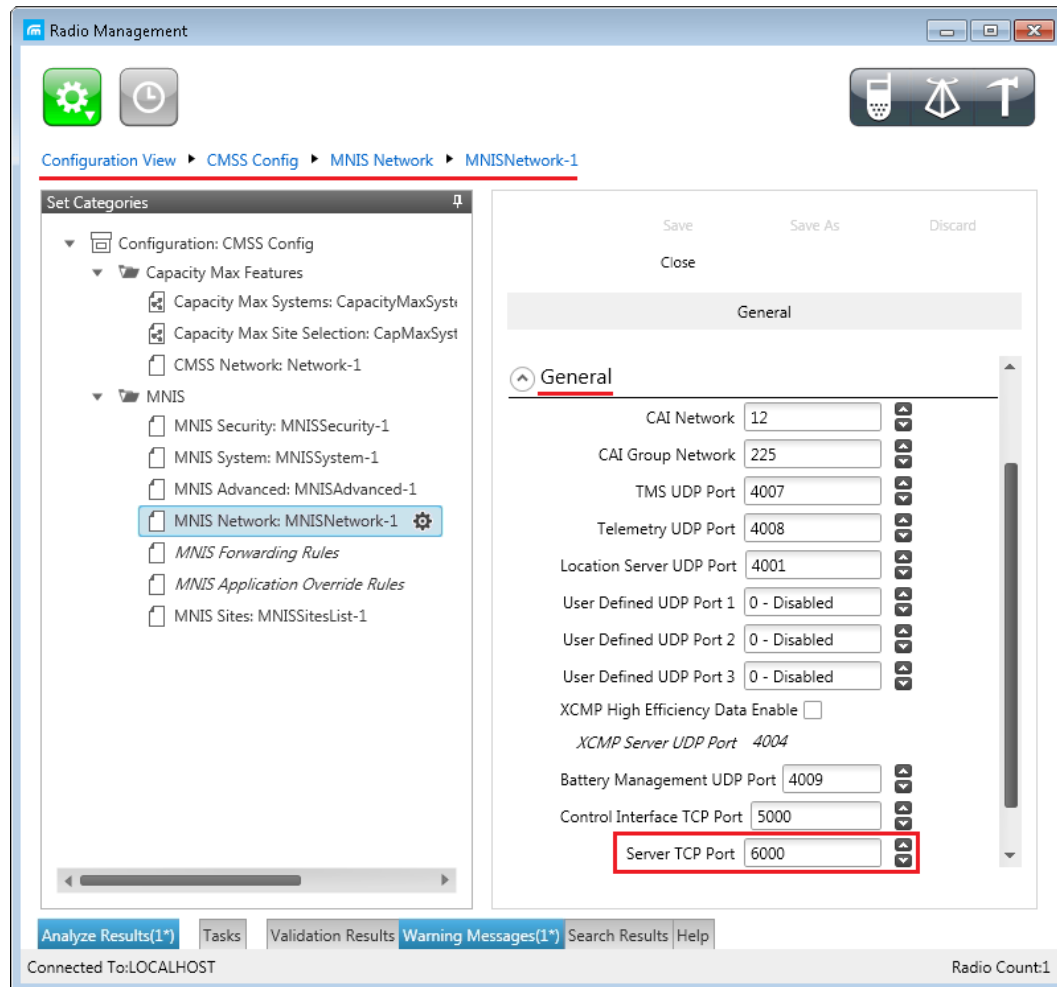 Radio Management
Configuration View ▶ CMSS Config ▶ MNIS Network ▶ MNISNetwork-1
Set Categories
Configuration: CMSS Config
Capacity Max Features
Capacity Max Systems: CapacityMaxSyste
Capacity Max Site Selection: CapMaxSyst
CMSS Network: Network-1
MNIS
MNIS Security: MNISSecurity-1
MNIS System: MNISSystem-1
MNIS Advanced: MNISAdvanced-1
MNIS Network: MNISNetwork-1
MNIS Forwarding Rules
MNIS Application Override Rules
MNIS Sites: MNISSitesList-1
Save Save As Discard
Close
General
General
CAI Network 12
CAI Group Network 225
TMS UDP Port 4007
Telemetry UDP Port 4008
Location Server UDP Port 4001
User Defined UDP Port 1 0 - Disabled
User Defined UDP Port 2 0 - Disabled
User Defined UDP Port 3 0 - Disabled
XCMP High Efficiency Data Enable
XCMP Server UDP Port 4004
Battery Management UDP Port 4009
Control Interface TCP Port 5000
Server TCP Port 6000
Analyze Results(1*) Tasks Validation Results Warning Messages(1*) Search Results Help
Connected To:LOCALHOST Radio Count:1